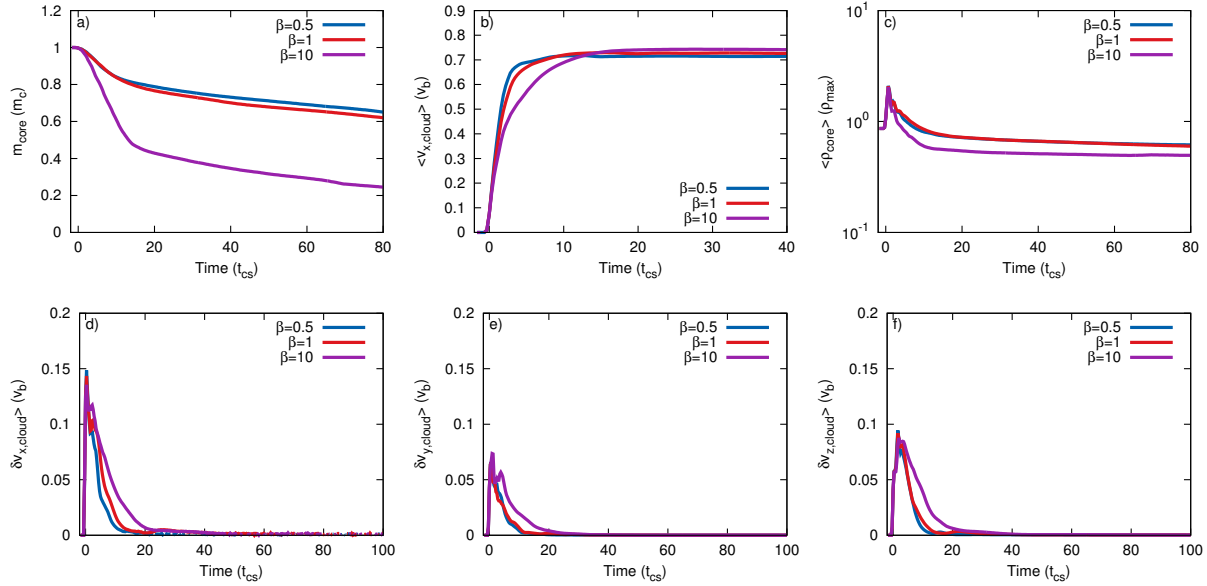 a)
β=0.5
β=1
β=10
m_core (m_c)
0
0.2
0.4
0.6
0.8
1
1.2
0
20
40
60
80
Time (t_cs)
b)
β=0.5
β=1
β=10
<v_x,cloud> (v_b)
0
0.1
0.2
0.3
0.4
0.5
0.6
0.7
0.8
0.9
0
10
20
30
40
Time (t_cs)
c)
β=0.5
β=1
β=10
<ρ_core> (ρ_max)
10^-1
10^0
10^1
0
20
40
60
80
Time (t_cs)
d)
β=0.5
β=1
β=10
δv_x,cloud> (v_b)
0
0.05
0.1
0.15
0.2
0
20
40
60
80
100
Time (t_cs)
e)
β=0.5
β=1
β=10
δv_y,cloud> (v_b)
0
0.05
0.1
0.15
0.2
0
20
40
60
80
100
Time (t_cs)
f)
β=0.5
β=1
β=10
δv_z,cloud> (v_b)
0
0.05
0.1
0.15
0.2
0
20
40
60
80
100
Time (t_cs)